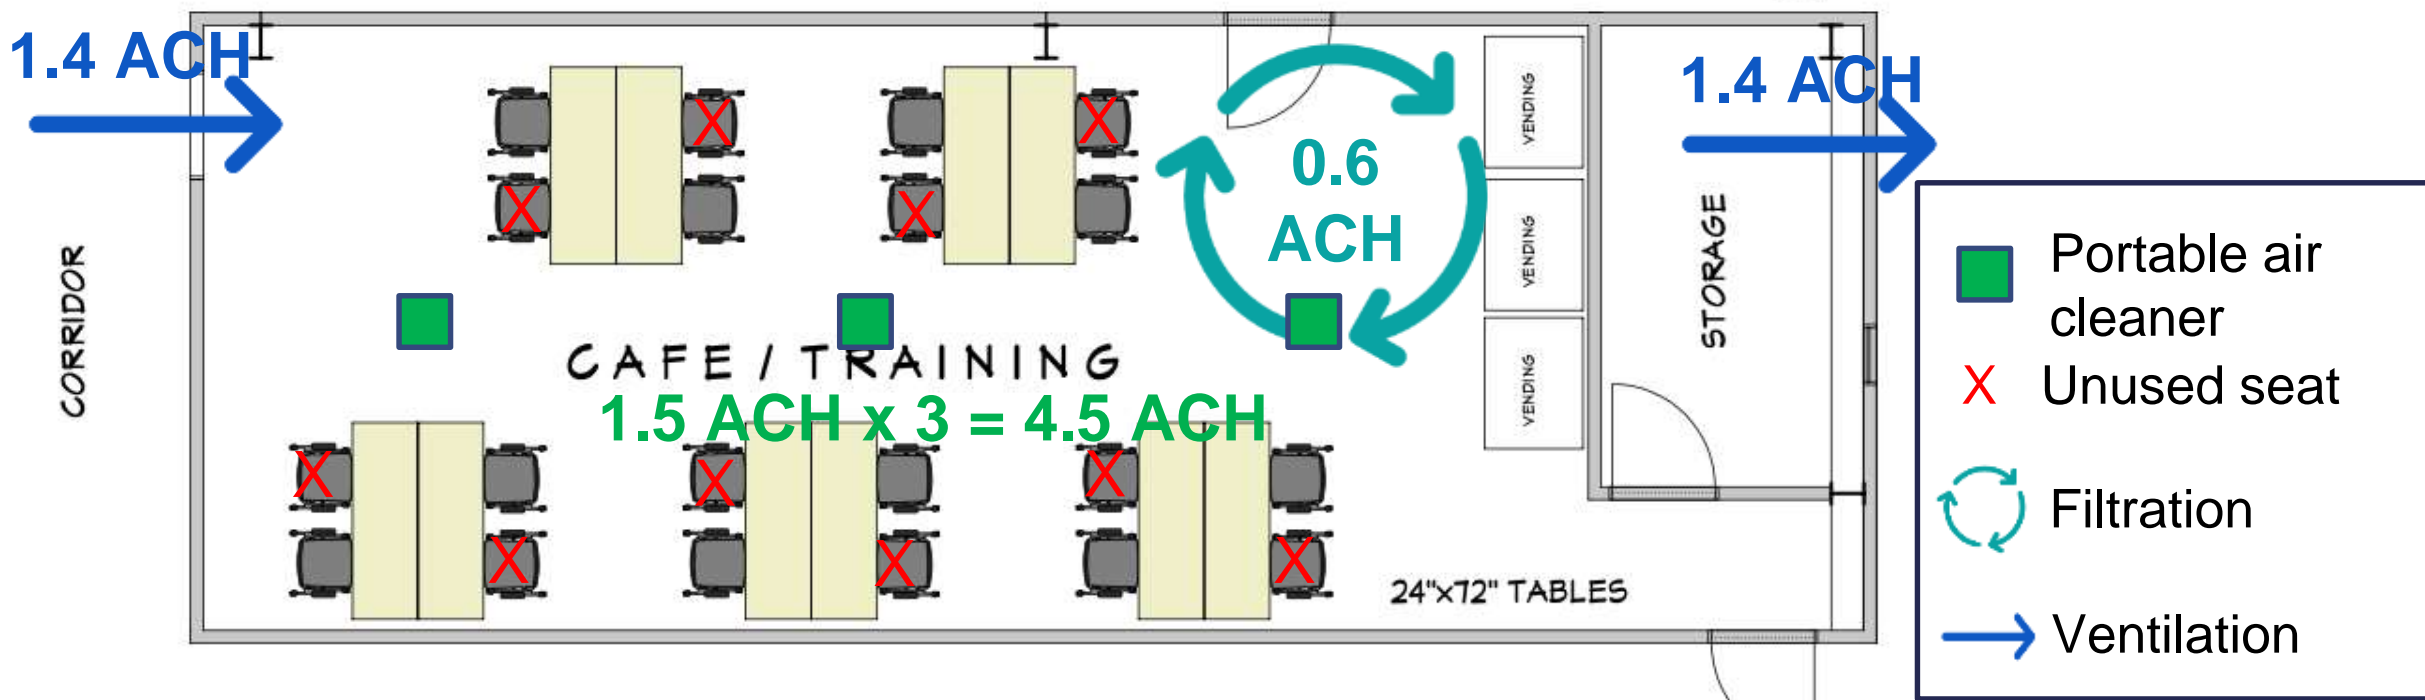 1.4 ACH
1.4 ACH
0.6
ACH
VENDING
VENDING
VENDING
STORAGE
CORRIDOR
CAFE / TRAINING
1.5 ACH x 3 = 4.5 ACH
X
X
X
X
X
X
X
X
X
X
24"x72" TABLES
Portable air
cleaner
X Unused seat
Filtration
Ventilation